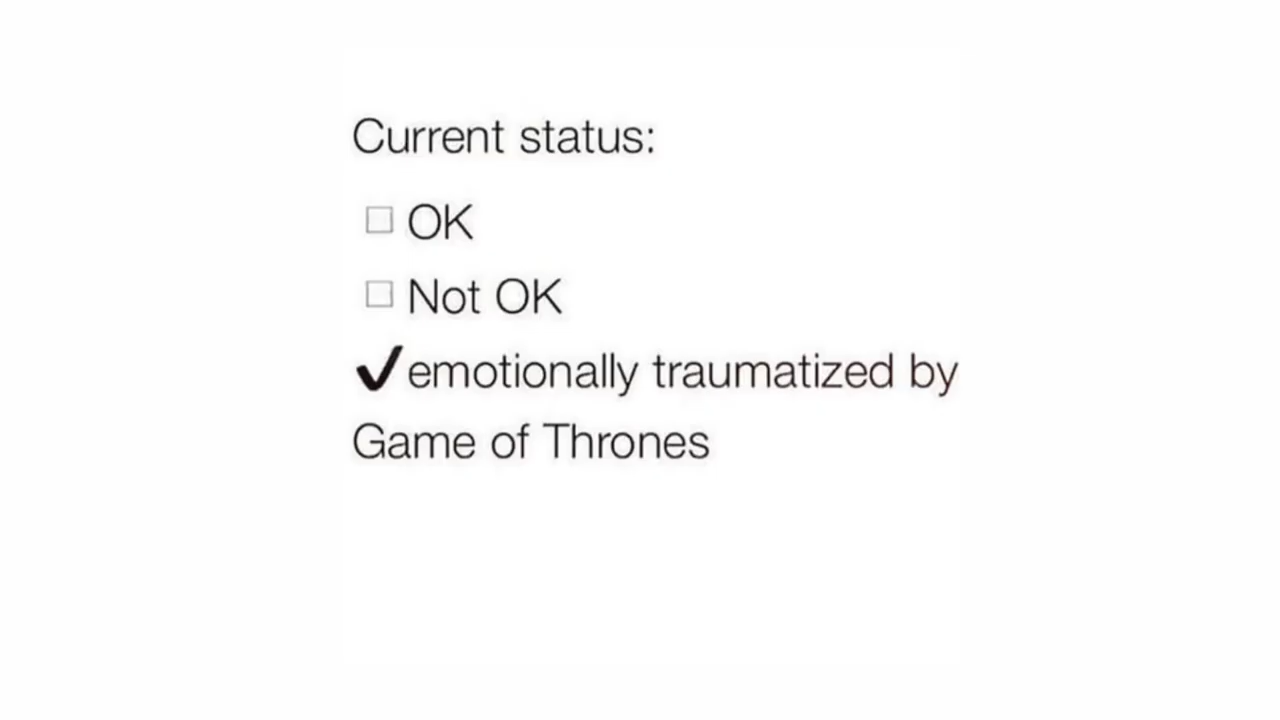 Current status:
☐ OK
☐ Not OK
✔emotionally traumatized by
Game of Thrones